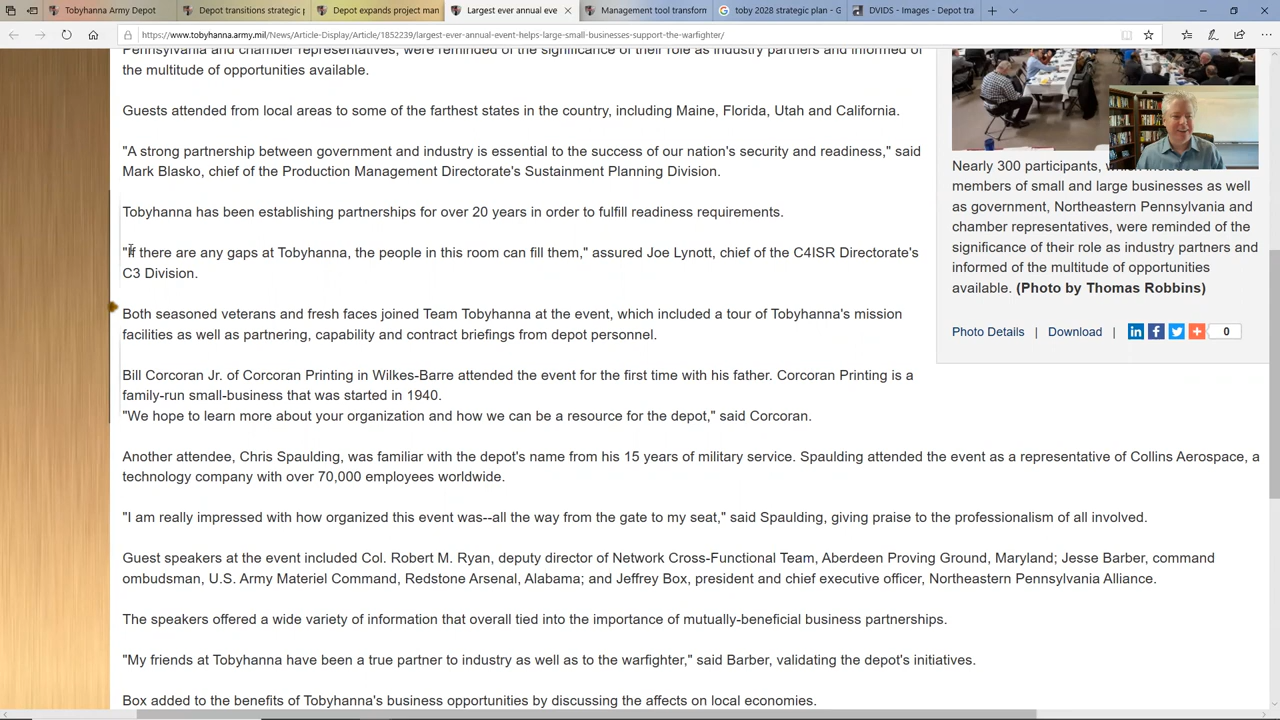 Tobyhanna Army Depot
Depot transitions strategic p
Depot expands project man
Largest ever annual eve
Management tool transform
toby 2028 strategic plan - G
DVIDS - Images - Depot tra
https://www.tobyhanna.army.mil/News/Article-Display/Article/1852239/largest-ever-annual-event-helps-large-small-businesses-support-the-warfighter/
Pennsylvania and chamber representatives, were reminded of the significance of their role as industry partners and informed of
the multitude of opportunities available.
Guests attended from local areas to some of the farthest states in the country, including Maine, Florida, Utah and California.
"A strong partnership between government and industry is essential to the success of our nation's security and readiness," said
Mark Blasko, chief of the Production Management Directorate's Sustainment Planning Division.
Tobyhanna has been establishing partnerships for over 20 years in order to fulfill readiness requirements.
"If there are any gaps at Tobyhanna, the people in this room can fill them," assured Joe Lynott, chief of the C4ISR Directorate's
C3 Division.
Both seasoned veterans and fresh faces joined Team Tobyhanna at the event, which included a tour of Tobyhanna's mission
facilities as well as partnering, capability and contract briefings from depot personnel.
Bill Corcoran Jr. of Corcoran Printing in Wilkes-Barre attended the event for the first time with his father. Corcoran Printing is a
family-run small-business that was started in 1940.
"We hope to learn more about your organization and how we can be a resource for the depot," said Corcoran.
Another attendee, Chris Spaulding, was familiar with the depot's name from his 15 years of military service. Spaulding attended the event as a representative of Collins Aerospace, a
technology company with over 70,000 employees worldwide.
"I am really impressed with how organized this event was--all the way from the gate to my seat," said Spaulding, giving praise to the professionalism of all involved.
Guest speakers at the event included Col. Robert M. Ryan, deputy director of Network Cross-Functional Team, Aberdeen Proving Ground, Maryland; Jesse Barber, command
ombudsman, U.S. Army Materiel Command, Redstone Arsenal, Alabama; and Jeffrey Box, president and chief executive officer, Northeastern Pennsylvania Alliance.
The speakers offered a wide variety of information that overall tied into the importance of mutually-beneficial business partnerships.
"My friends at Tobyhanna have been a true partner to industry as well as to the warfighter," said Barber, validating the depot's initiatives.
Box added to the benefits of Tobyhanna's business opportunities by discussing the affects on local economies.
Nearly 300 participants, included
members of small and large businesses as well
as government, Northeastern Pennsylvania and
chamber representatives, were reminded of the
significance of their role as industry partners and
informed of the multitude of opportunities
available. (Photo by Thomas Robbins)
Photo Details | Download | in f + 0